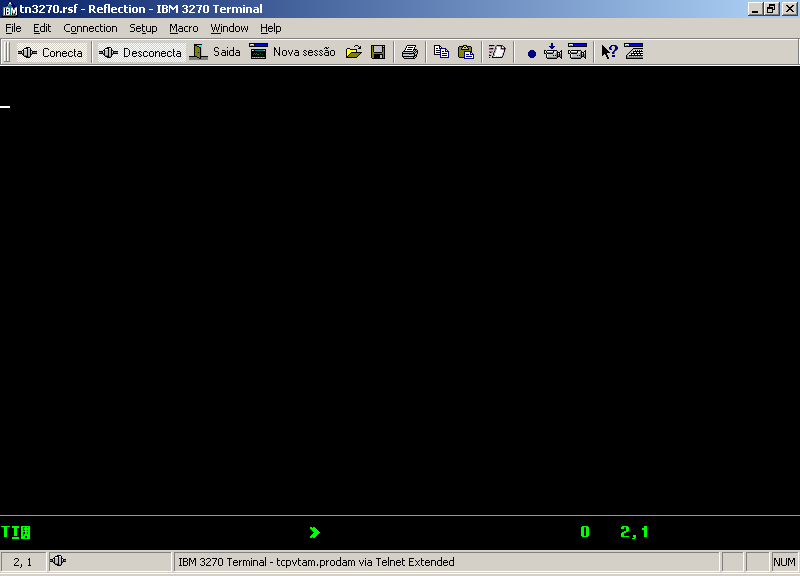 tn3270.rsf - Reflection - IBM 3270 Terminal
File Edit Connection Setup Macro Window Help
Conecta Desconecta Saida Nova sessão
0 2,1
2, 1 IBM 3270 Terminal - tcpvtam.prodam via Telnet Extended NUM